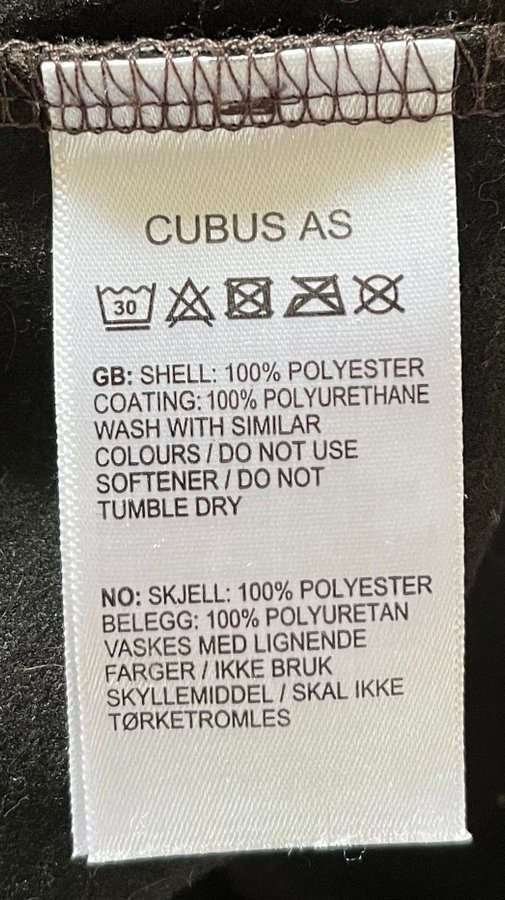 CUBUS AS
30
GB: SHELL: 100% POLYESTER
COATING: 100% POLYURETHANE
WASH WITH SIMILAR
COLOURS / DO NOT USE
SOFTENER / DO NOT
TUMBLE DRY
NO: SKJELL: 100% POLYESTER
BELEGG: 100% POLYURETAN
VASKES MED LIGNENDE
FARGER / IKKE BRUK
SKYLLEMIDDEL / SKAL IKKE
TØRKETROMLES